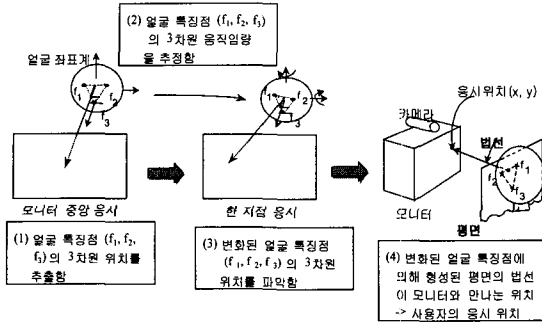 (2) 얼굴 특징점 (f₁, f₂, f₃)
의 3차원 움직임량
을 추정함
얼굴 좌표계
f₁
f₂
f₃
f₁
f₂
f₃
모니터 중앙 응시
한 지점 응시
(1) 얼굴 특징점 (f₁, f₂,
f₃)의 3차원 위치를
추출함
(3) 변화된 얼굴 특징점
(f₁, f₂, f₃) 의 3차원
위치를 파악함
응시위치(x, y)
카메라
법선
f₁
f₂
f₃
모니터
평면
(4) 변화된 얼굴 특징점에
의해 형성된 평면의 법선
이 모니터와 만나는 위치
-> 사용자의 응시 위치